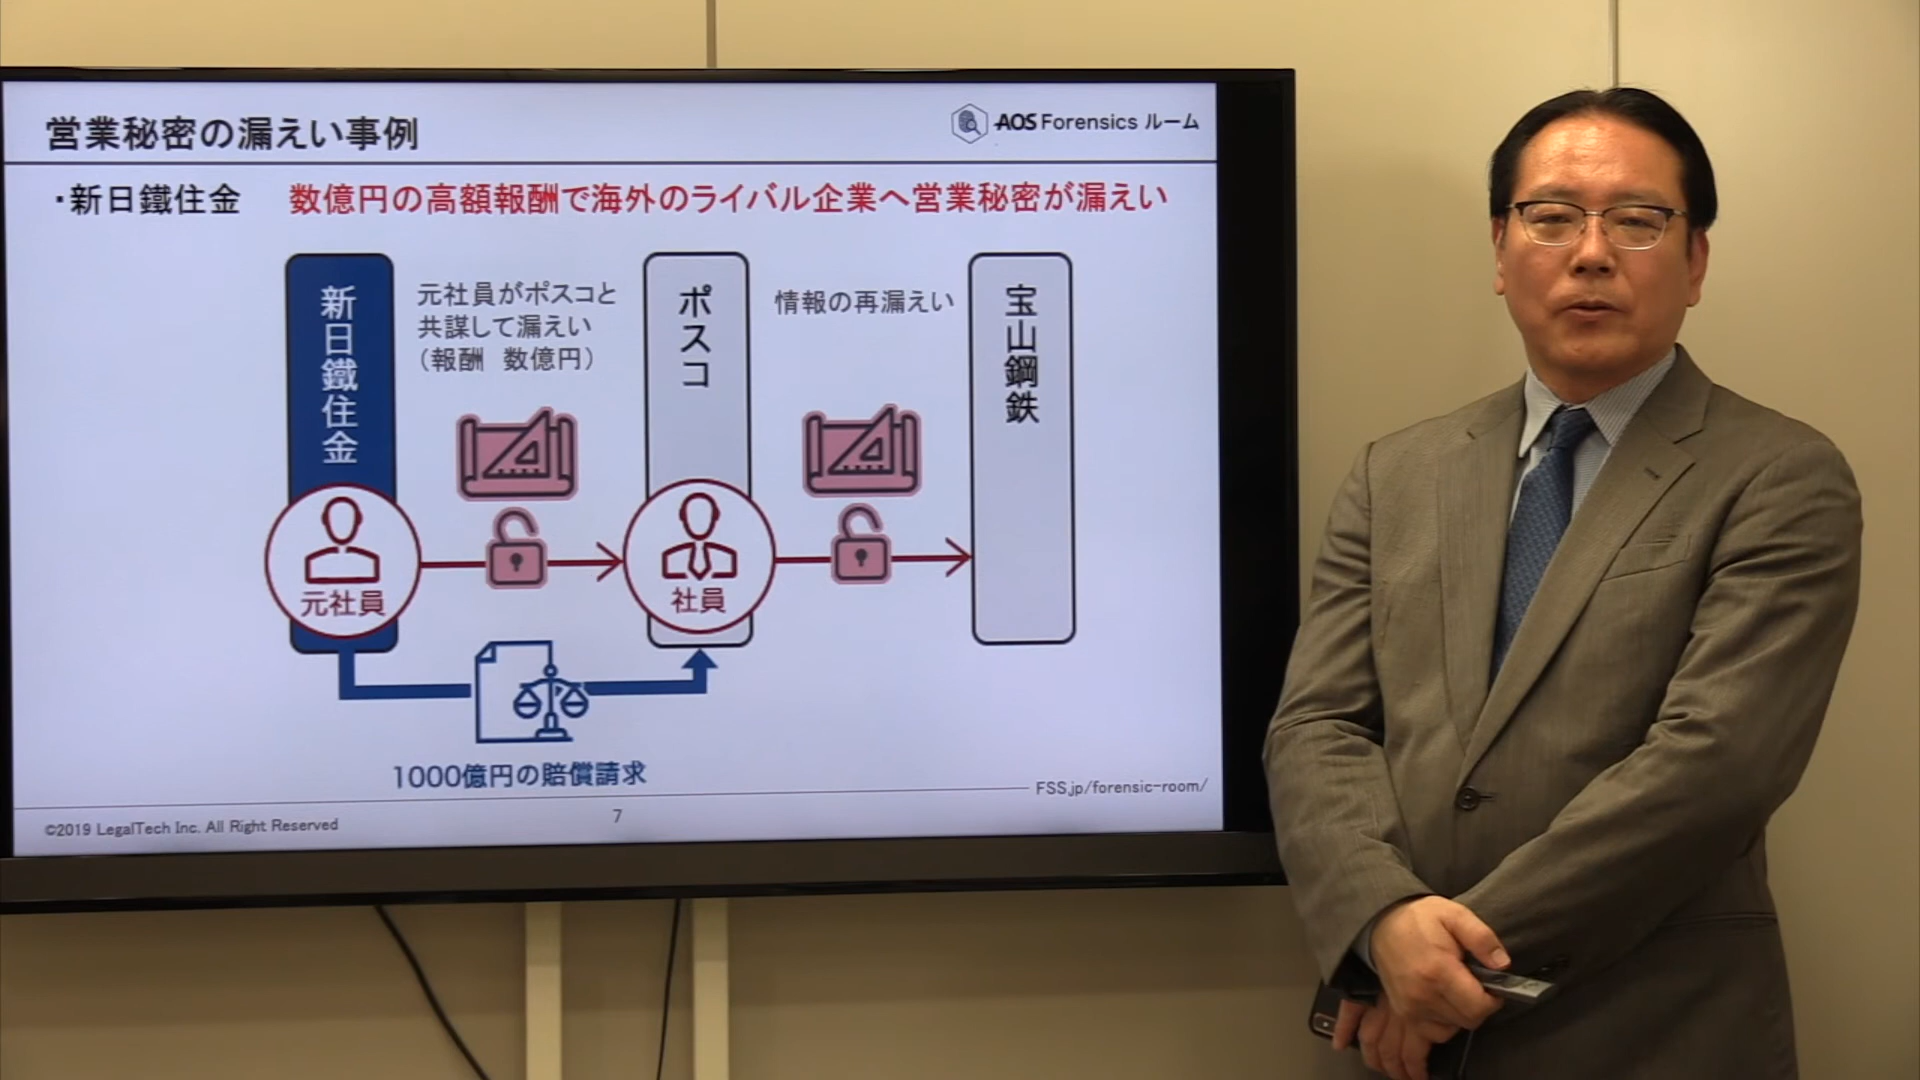 営業秘密の漏えい事例
AOS Forensics ルーム
・新日鐵住金 数億円の高額報酬で海外のライバル企業へ営業秘密が漏えい
新日鐵住金
元社員がポスコと
共謀して漏えい
（報酬 数億円）
ポスコ
情報の再漏えい
宝山鋼鉄
元社員
社員
1000億円の賠償請求
FSS.jp/forensic-room/
©2019 LegalTech Inc. All Right Reserved
7